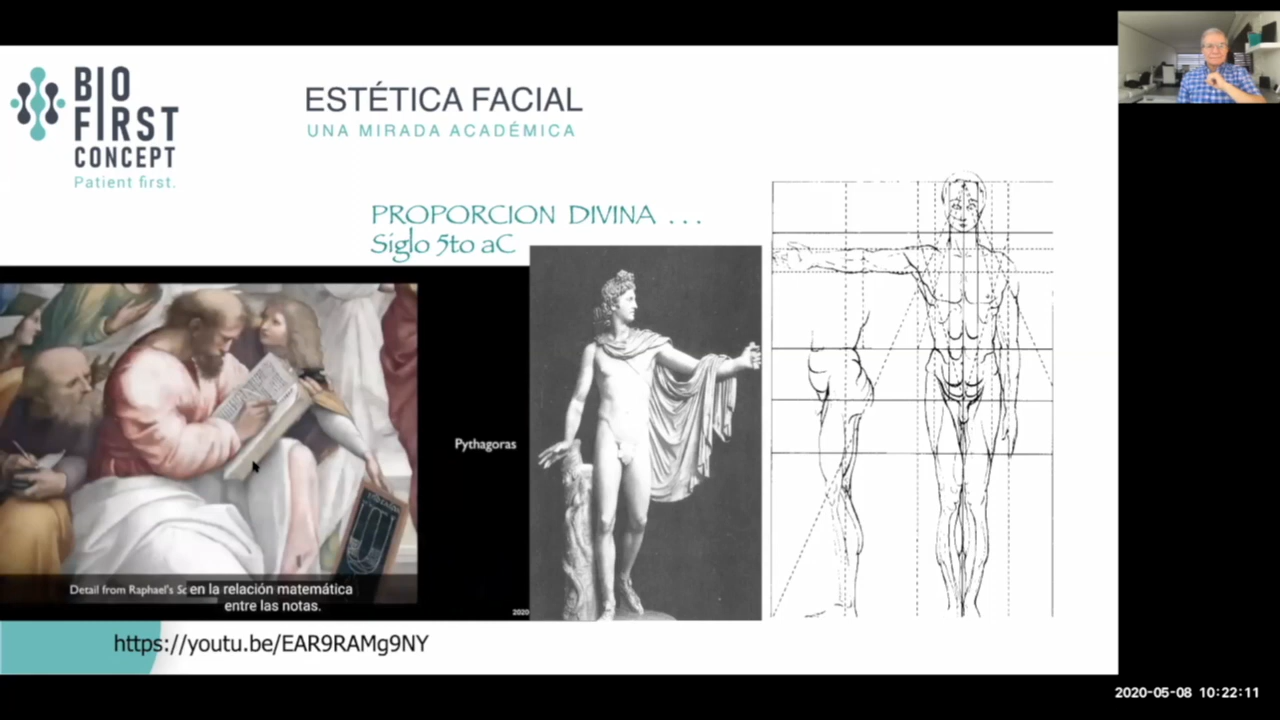 BIO
FIRST
CONCEPT
Patient first.
ESTÉTICA FACIAL
UNA MIRADA ACADÉMICA
PROPORCION DIVINA ...
Siglo 5to aC
Pythagoras
Detail from Raphael's Sc
en la relación matemática
entre las notas.
2020
https://youtu.be/EAR9RAMg9NY
2020-05-08 10:22:11